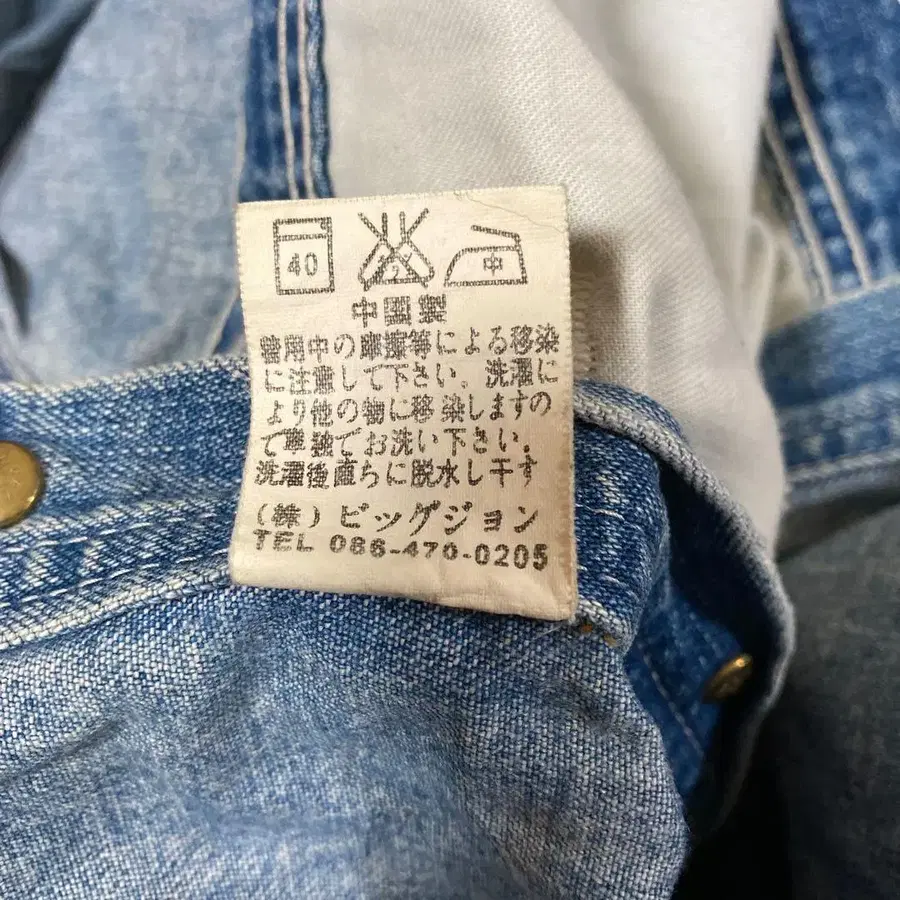 40 中
中国製
着用中の摩擦等による移染
に注意して下さい。洗濯に
より他の物に移染しますの
で単独でお洗い下さい。
洗濯後直ちに脱水し干す
(株)ビッグジョン
TEL 086-470-0205